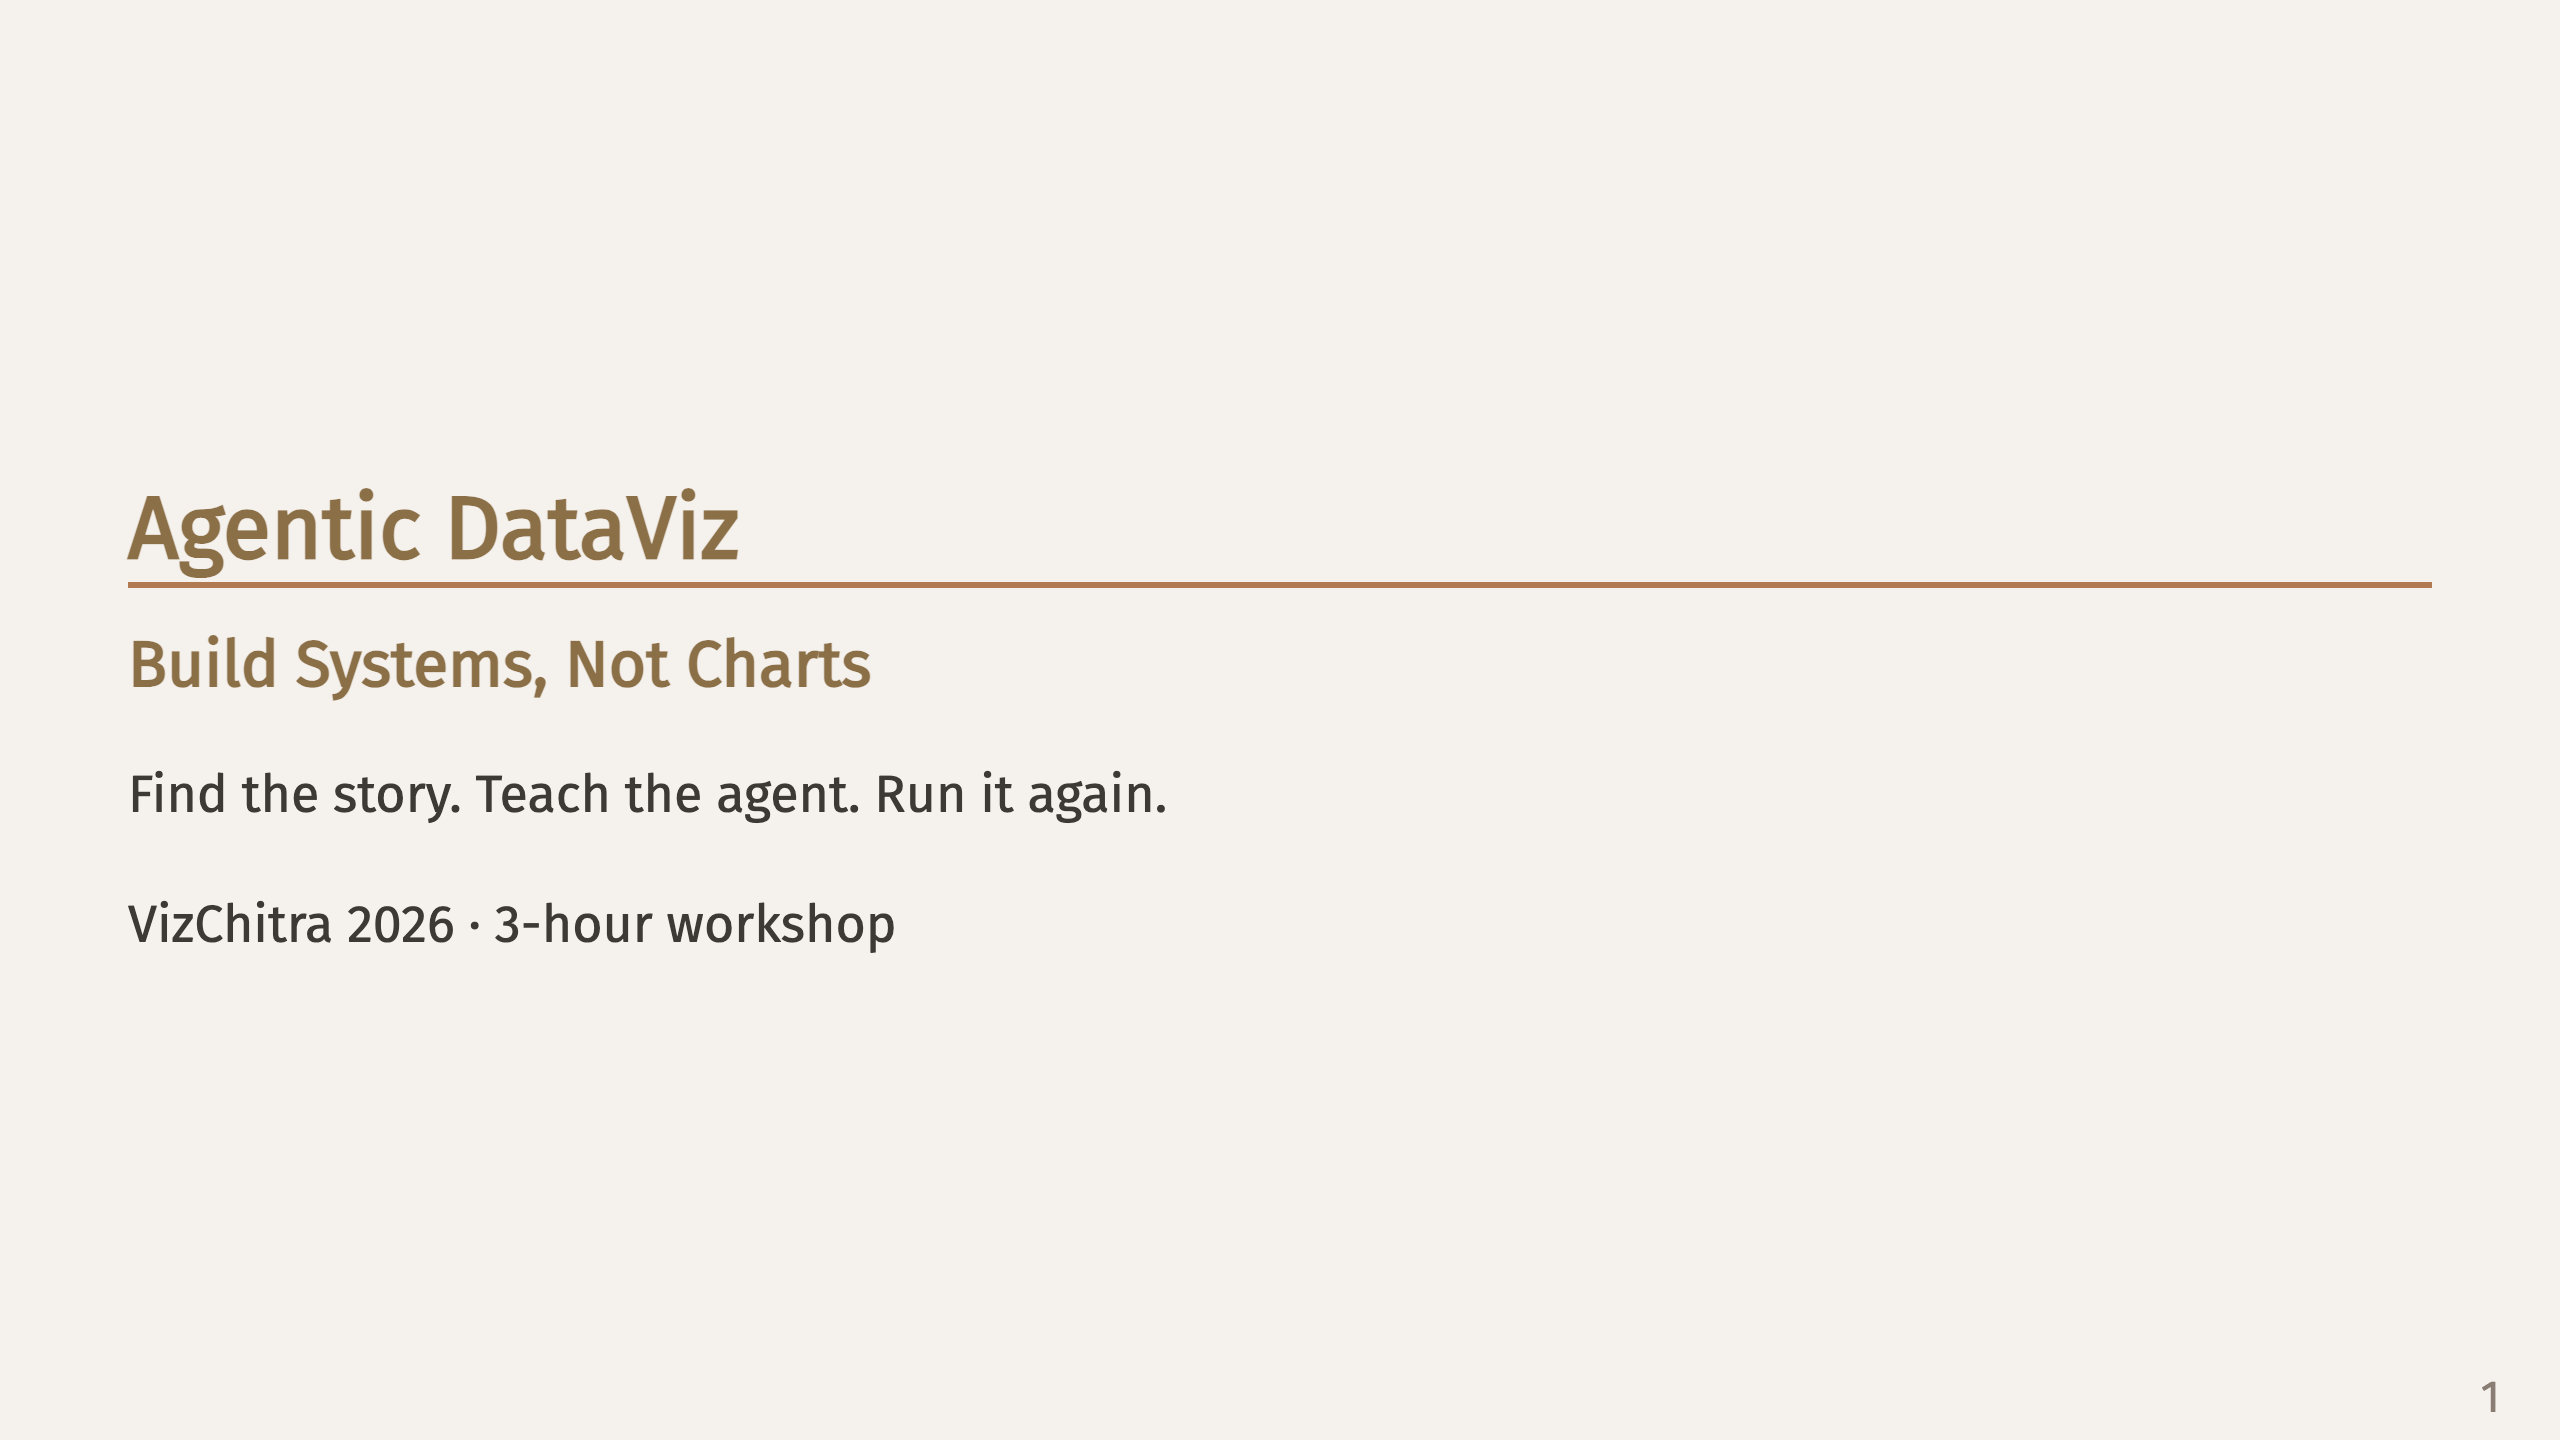 Agentic DataViz
Build Systems, Not Charts
Find the story. Teach the agent. Run it again.
VizChitra 2026 · 3-hour workshop
1